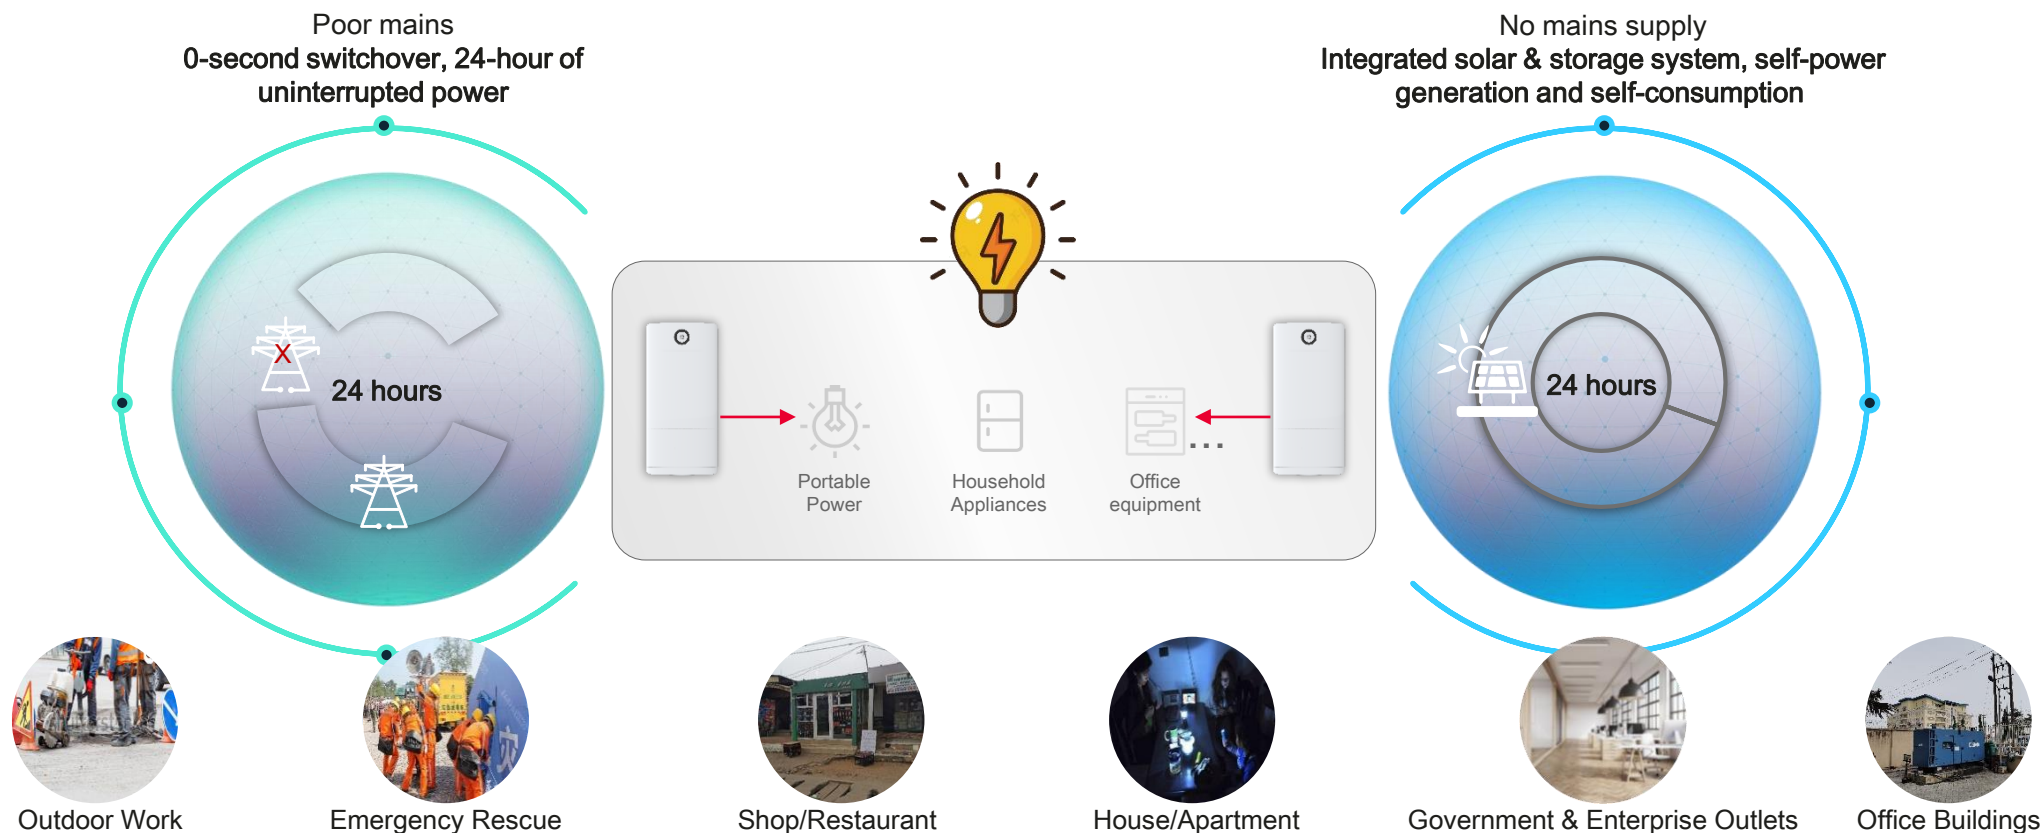 Poor mains
0-second switchover, 24-hour of
uninterrupted power
No mains supply
Integrated solar & storage system, self-power
generation and self-consumption
X
24 hours
24 hours
Portable
Power
Household
Appliances
...
Office
equipment
灾
Outdoor Work
Emergency Rescue
Shop/Restaurant
House/Apartment
Government & Enterprise Outlets
Office Buildings